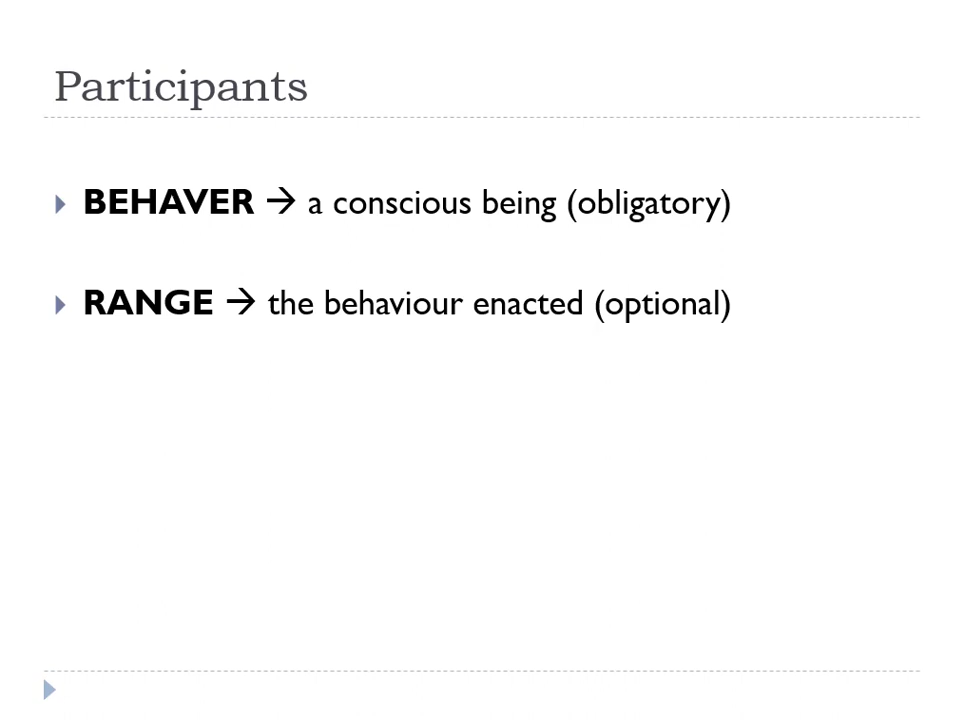 Participants
BEHAVER → a conscious being (obligatory)
RANGE → the behaviour enacted (optional)